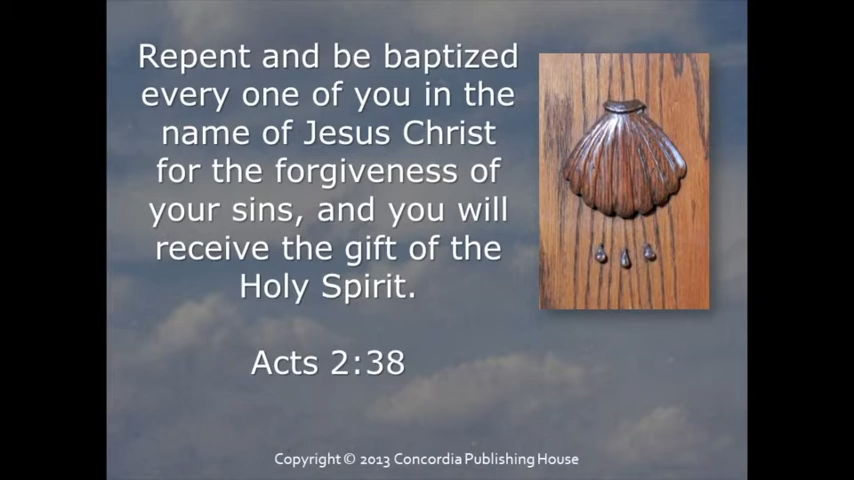 Repent and be baptized
every one of you in the
name of Jesus Christ
for the forgiveness of
your sins, and you will
receive the gift of the
Holy Spirit.
Acts 2:38
Copyright © 2013 Concordia Publishing House